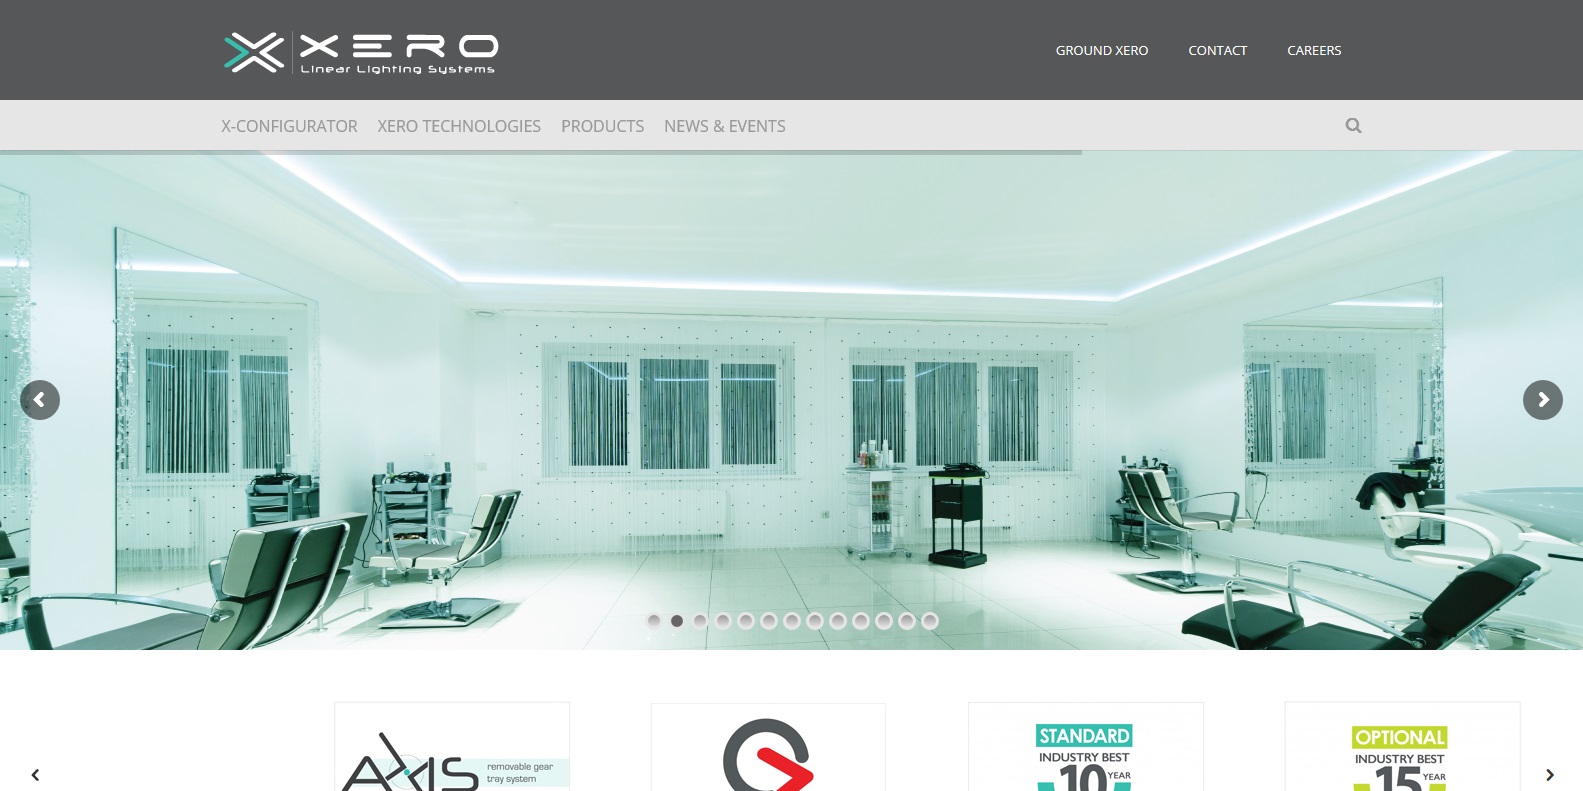 XERO
Linear Lighting Systems
GROUND XERO
CONTACT
CAREERS
X-CONFIGURATOR
XERO TECHNOLOGIES
PRODUCTS
NEWS & EVENTS
AXIS
removable gear
tray system
STANDARD
INDUSTRY BEST
10 YEAR
OPTIONAL
INDUSTRY BEST
15 YEAR